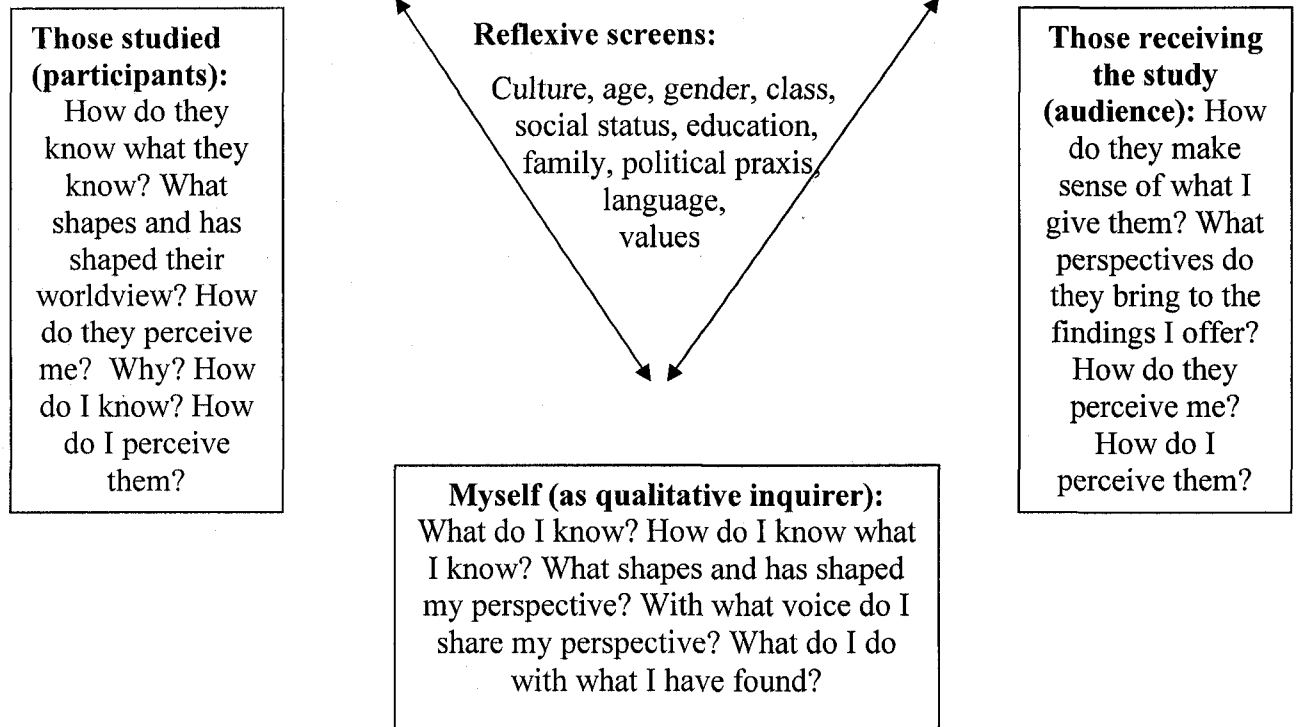 Those studied
(participants):
How do they
know what they
know? What
shapes and has
shaped their
worldview? How
do they perceive
me? Why? How
do I know? How
do I perceive
them?
Reflexive screens:
Culture, age, gender, class,
social status, education,
family, political praxis,
language,
values
Those receiving
the study
(audience): How
do they make
sense of what I
give them? What
perspectives do
they bring to the
findings I offer?
How do they
perceive me?
How do I
perceive them?
Myself (as qualitative inquirer):
What do I know? How do I know what
I know? What shapes and has shaped
my perspective? With what voice do I
share my perspective? What do I do
with what I have found?